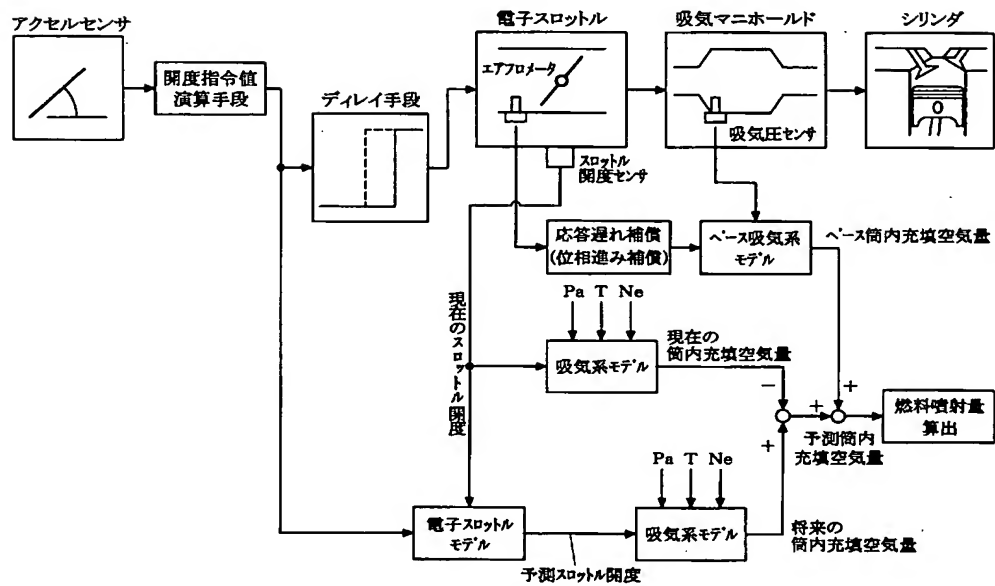 アクセルセンサ
開度指令値
演算手段
ディレイ手段
電子スロットル
エアフロメータ
スロットル
開度センサ
吸気マニホールド
吸気圧センサ
シリンダ
応答遅れ補償
(位相進み補償)
ベース吸気系
モデル
ベース筒内充填空気量
現在のスロットル開度
Pa T Ne
吸気系モデル
現在の
筒内充填空気量
−
+
+
+
+
予測筒内
充填空気量
燃料噴射量
算出
電子スロットル
モデル
予測スロットル開度
Pa T Ne
吸気系モデル
将来の
筒内充填空気量